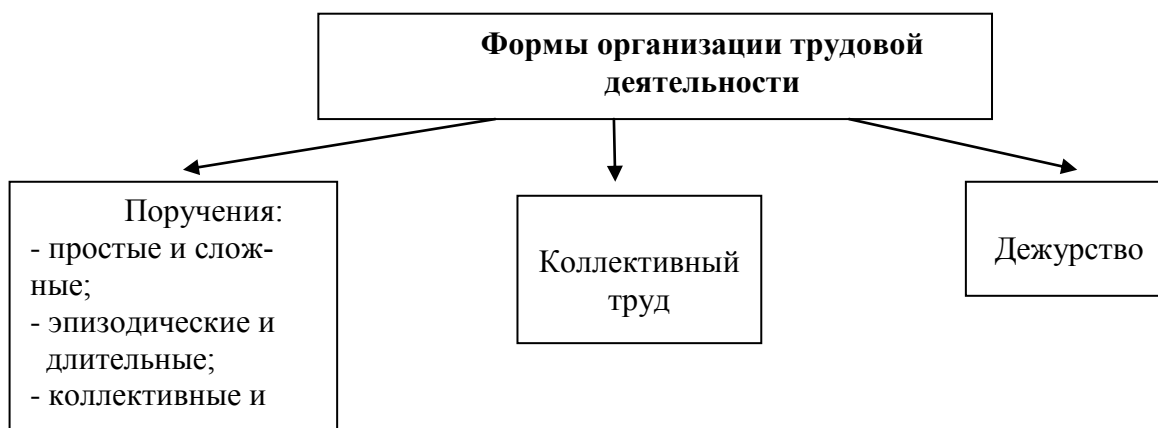 Формы организации трудовой
деятельности
Поручения:
- простые и слож-
ные;
- эпизодические и
длительные;
- коллективные и
Коллективный
труд
Дежурство